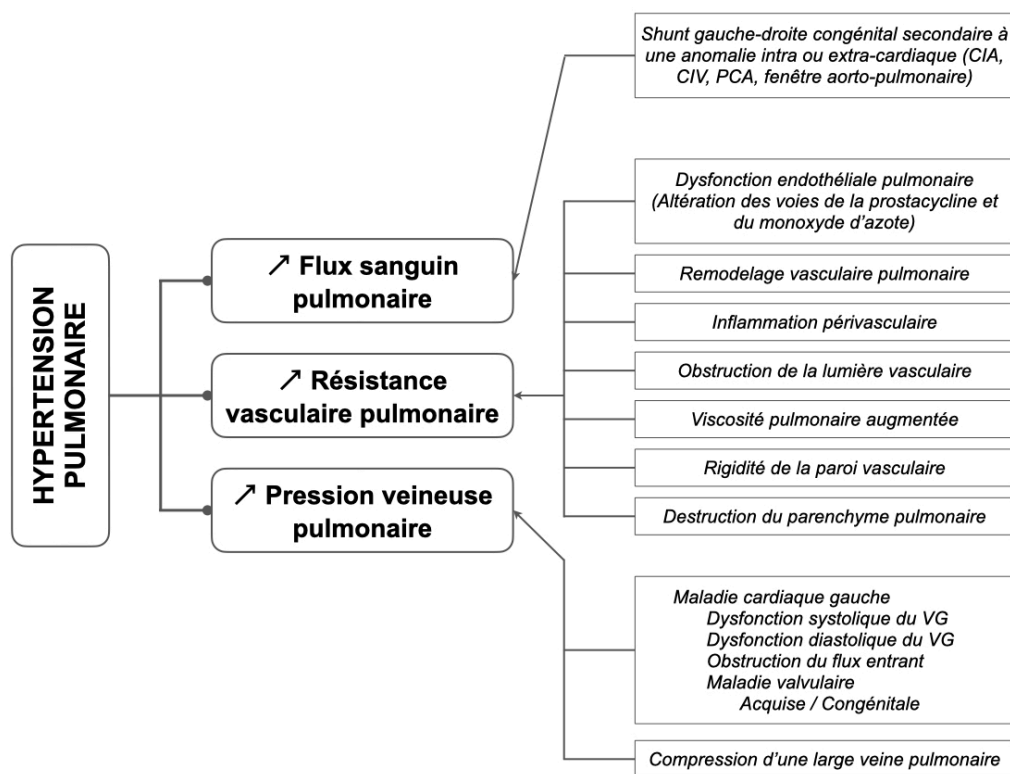 HYPERTENSION
PULMONAIRE
↗ Flux sanguin
pulmonaire
↗ Résistance
vasculaire pulmonaire
↗ Pression veineuse
pulmonaire
Shunt gauche-droite congénital secondaire à
une anomalie intra ou extra-cardiaque (CIA,
CIV, PCA, fenêtre aorto-pulmonaire)
Dysfonction endothéliale pulmonaire
(Altération des voies de la prostacycline et
du monoxyde d’azote)
Remodelage vasculaire pulmonaire
Inflammation périvasculaire
Obstruction de la lumière vasculaire
Viscosité pulmonaire augmentée
Rigidité de la paroi vasculaire
Destruction du parenchyme pulmonaire
Maladie cardiaque gauche
Dysfonction systolique du VG
Dysfonction diastolique du VG
Obstruction du flux entrant
Maladie valvulaire
Acquise / Congénitale
Compression d’une large veine pulmonaire